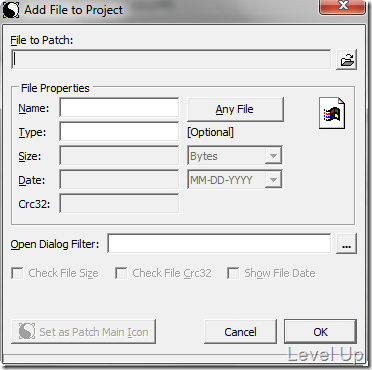 Add File to Project
File to Patch:
File Properties
Name:
Any File
Type:
[Optional]
Size:
Bytes
Date:
MM-DD-YYYY
Crc32:
Open Dialog Filter:
...
Check File Size
Check File Crc32
Show File Date
Set as Patch Main Icon
Cancel
OK
Level Up